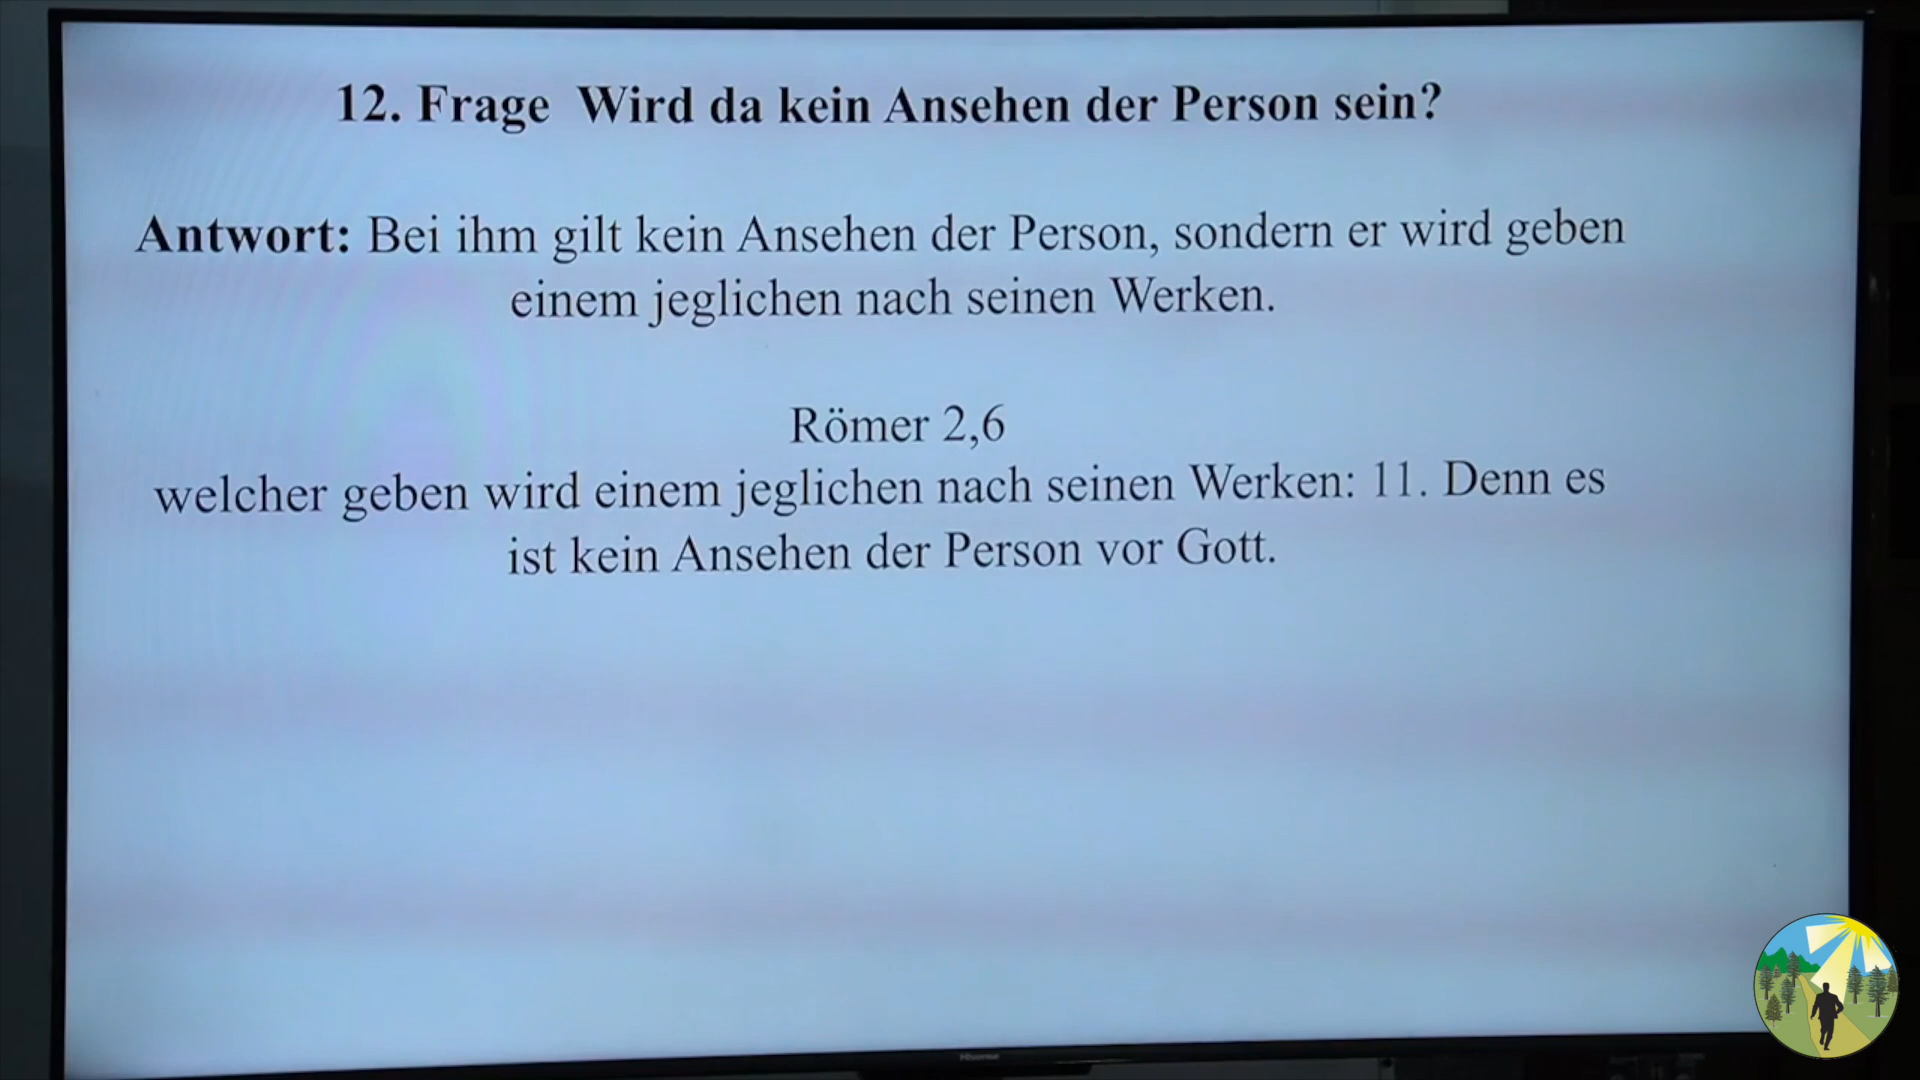 12. Frage Wird da kein Ansehen der Person sein?
Antwort: Bei ihm gilt kein Ansehen der Person, sondern er wird geben
einem jeglichen nach seinen Werken.
Römer 2,6
welcher geben wird einem jeglichen nach seinen Werken: 11. Denn es
ist kein Ansehen der Person vor Gott.
Hisense